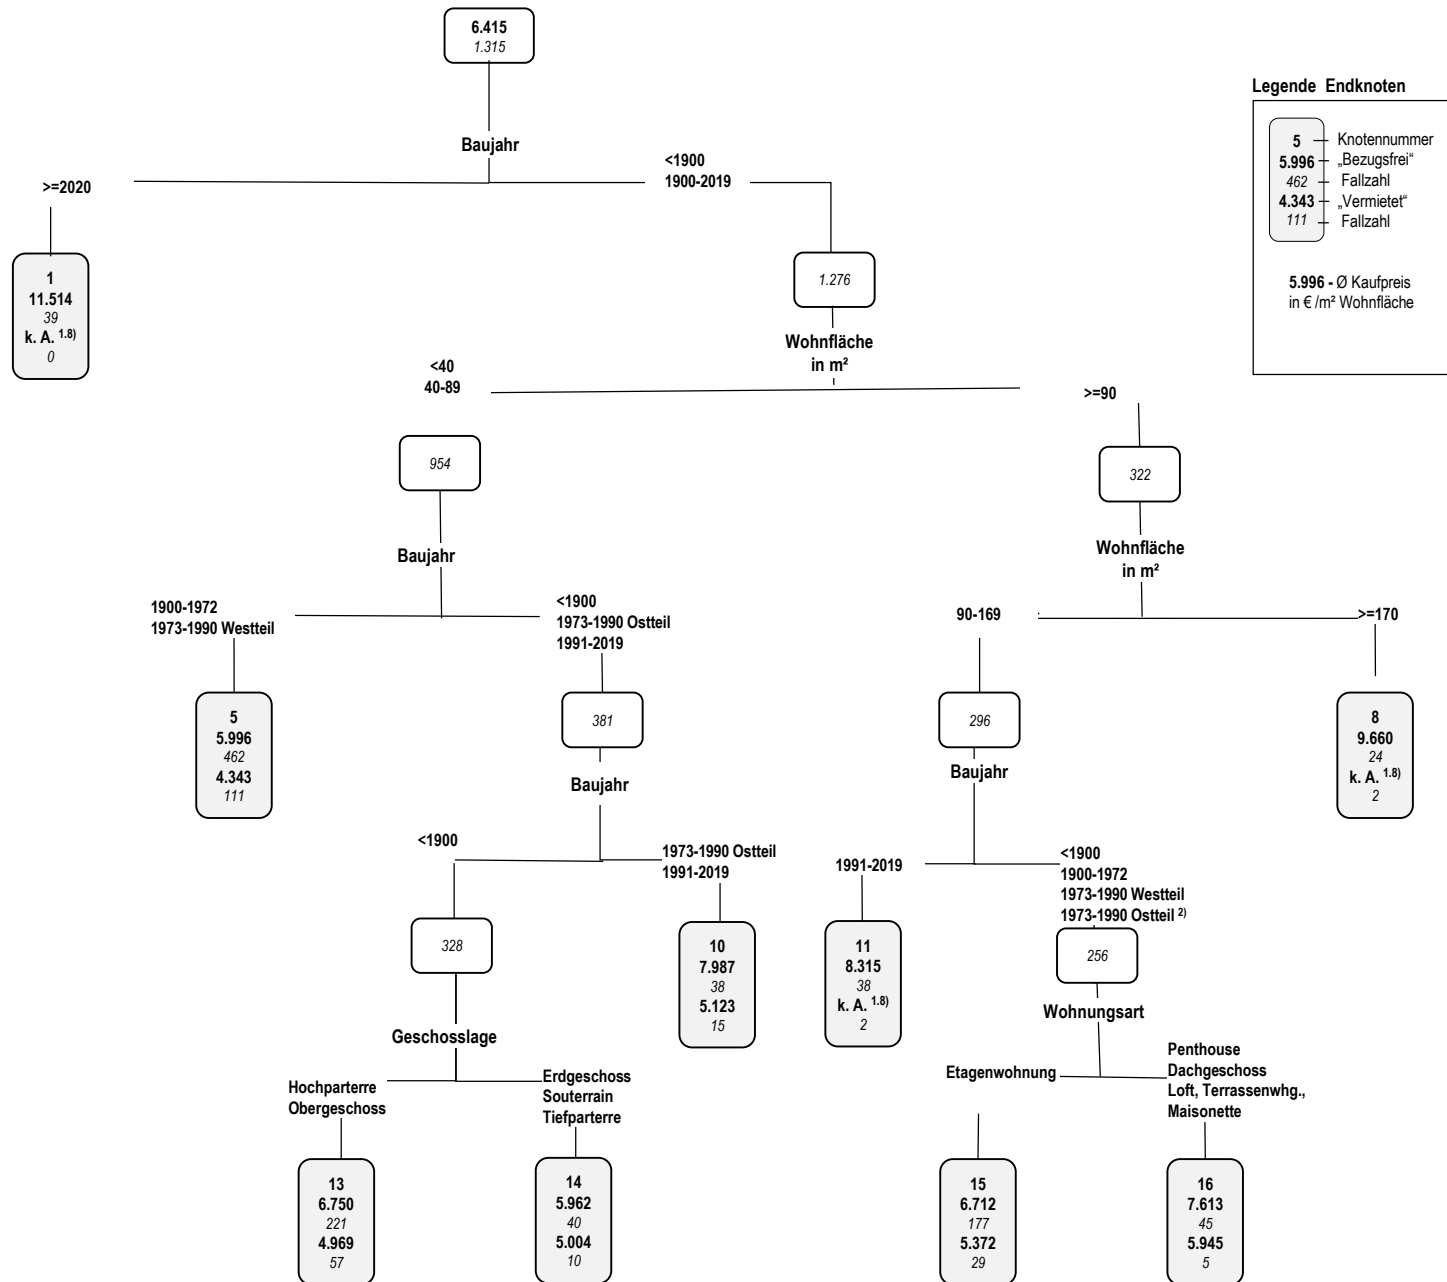 6.415
1.315
Legende Endknoten
5
Knotennummer
5.996
„Bezugsfrei“
462
Fallzahl
4.343
„Vermietet“
111
Fallzahl
5.996 - Ø Kaufpreis
in € /m² Wohnfläche
Baujahr
>=2020
<1900
1900-2019
1
11.514
39
k. A. 1.8)
0
1.276
Wohnfläche
in m²
<40
40-89
>=90
954
322
Baujahr
Wohnfläche
in m²
1900-1972
1973-1990 Westteil
<1900
1973-1990 Ostteil
1991-2019
90-169
>=170
5
5.996
462
4.343
111
381
296
8
9.660
24
k. A. 1.8)
2
Baujahr
Baujahr
<1900
1973-1990 Ostteil
1991-2019
1991-2019
<1900
1900-1972
1973-1990 Westteil
1973-1990 Ostteil 2)
328
10
7.987
38
5.123
15
11
8.315
38
k. A. 1.8)
2
256
Geschosslage
Wohnungsart
Hochparterre
Obergeschoss
Erdgeschoss
Souterrain
Tiefparterre
Etagenwohnung
Penthouse
Dachgeschoss
Loft, Terrassenwhg.,
Maisonette
13
6.750
221
4.969
57
14
5.962
40
5.004
10
15
6.712
177
5.372
29
16
7.613
45
5.945
5